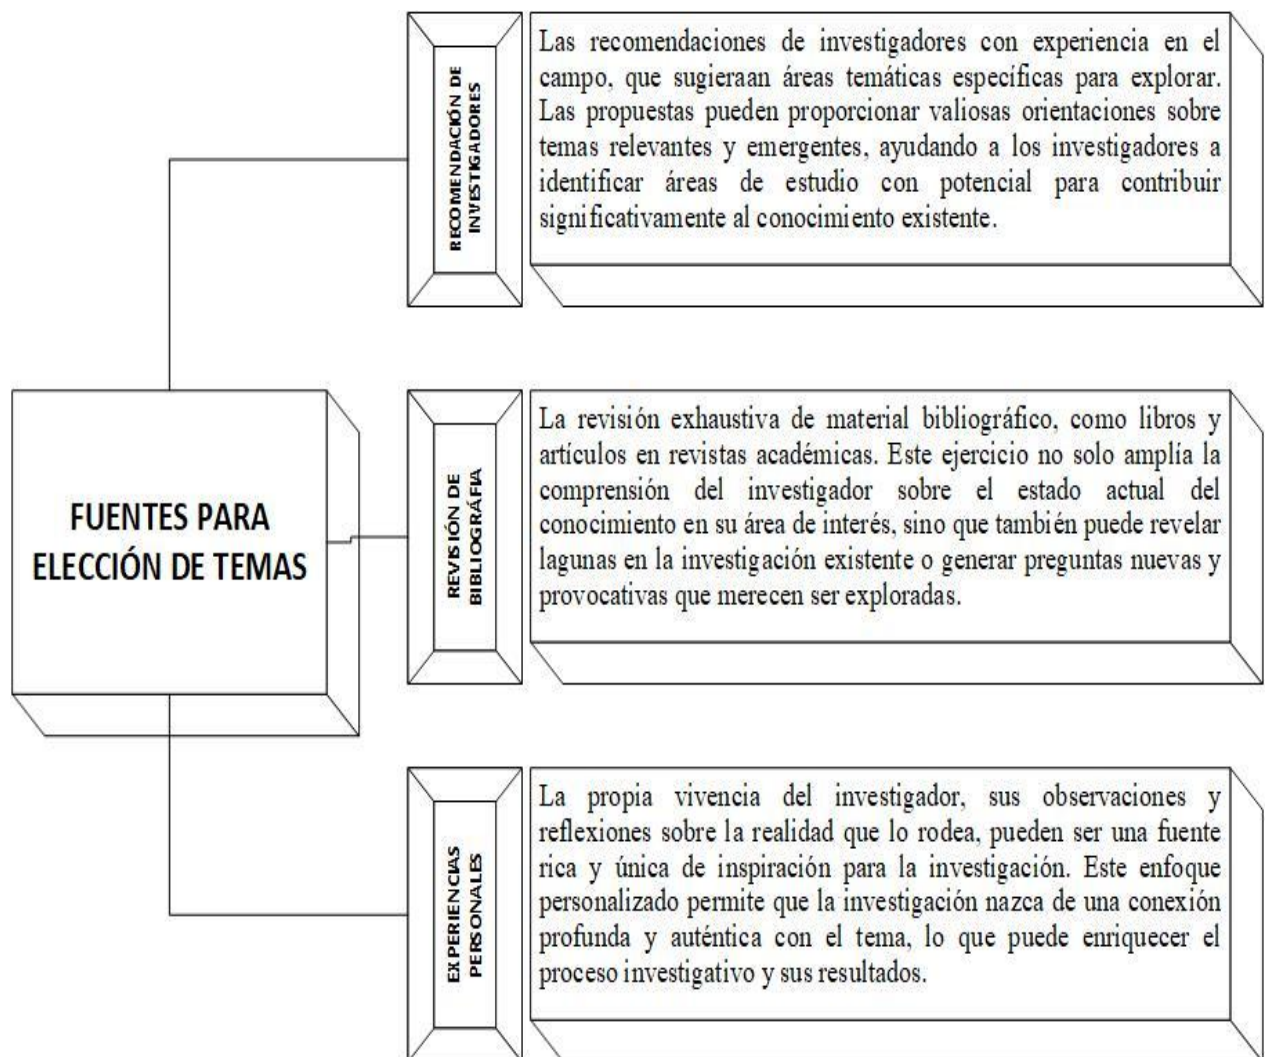 RECOMENDACIÓN DE
INVESTIGADORES
Las recomendaciones de investigadores con experiencia en el
campo, que sugieraan áreas temáticas específicas para explorar.
Las propuestas pueden proporcionar valiosas orientaciones sobre
temas relevantes y emergentes, ayudando a los investigadores a
identificar áreas de estudio con potencial para contribuir
significativamente al conocimiento existente.
FUENTES PARA
ELECCIÓN DE TEMAS
REVISIÓN DE
BIBLIOGRÁFIA
La revisión exhaustiva de material bibliográfico, como libros y
artículos en revistas académicas. Este ejercicio no solo amplía la
comprensión del investigador sobre el estado actual del
conocimiento en su área de interés, sino que también puede revelar
lagunas en la investigación existente o generar preguntas nuevas y
provocativas que merecen ser exploradas.
EXPERIENCIAS
PERSONALES
La propia vivencia del investigador, sus observaciones y
reflexiones sobre la realidad que lo rodea, pueden ser una fuente
rica y única de inspiración para la investigación. Este enfoque
personalizado permite que la investigación nazca de una conexión
profunda y auténtica con el tema, lo que puede enriquecer el
proceso investigativo y sus resultados.